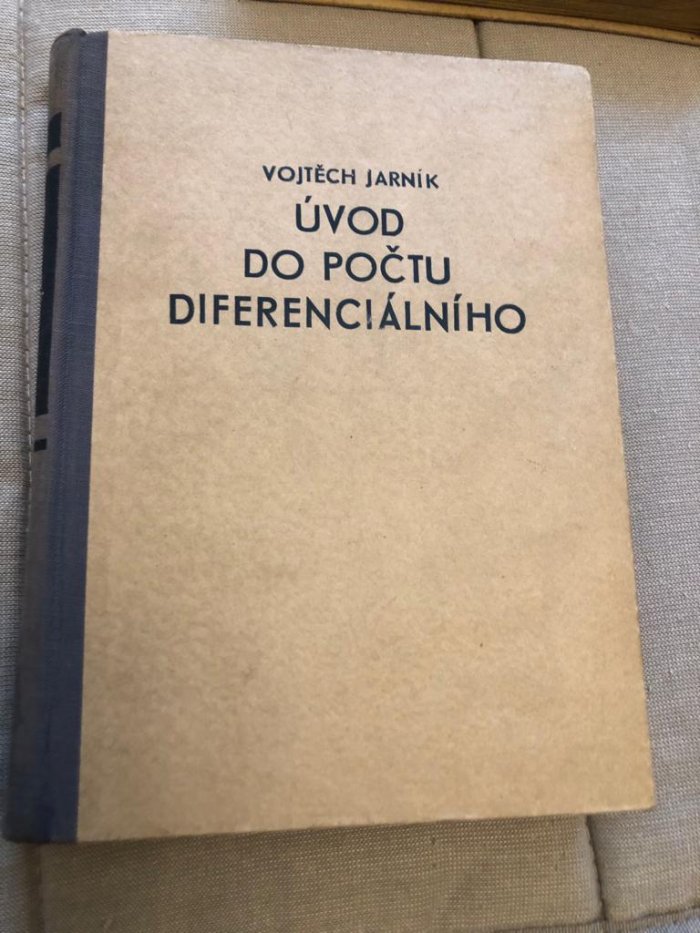 VOJTĚCH JARNÍK
ÚVOD
DO POČTU
DIFERENCIÁLNÍHO